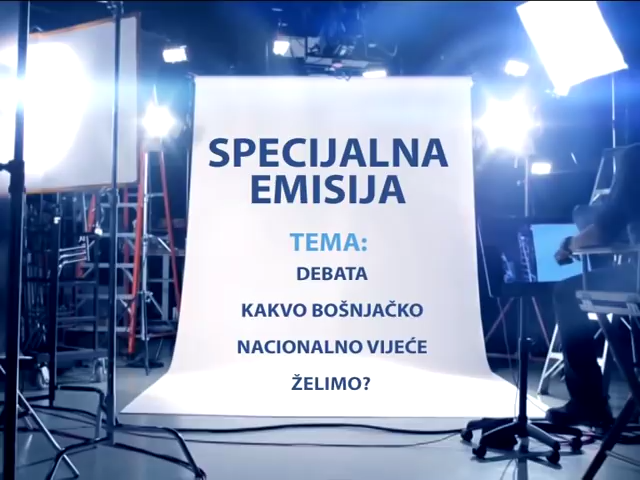 SPECIJALNA
EMISIJA
TEMA:
DEBATA
KAKVO BOŠNJAČKO
NACIONALNO VIJEĆE
ŽELIMO?